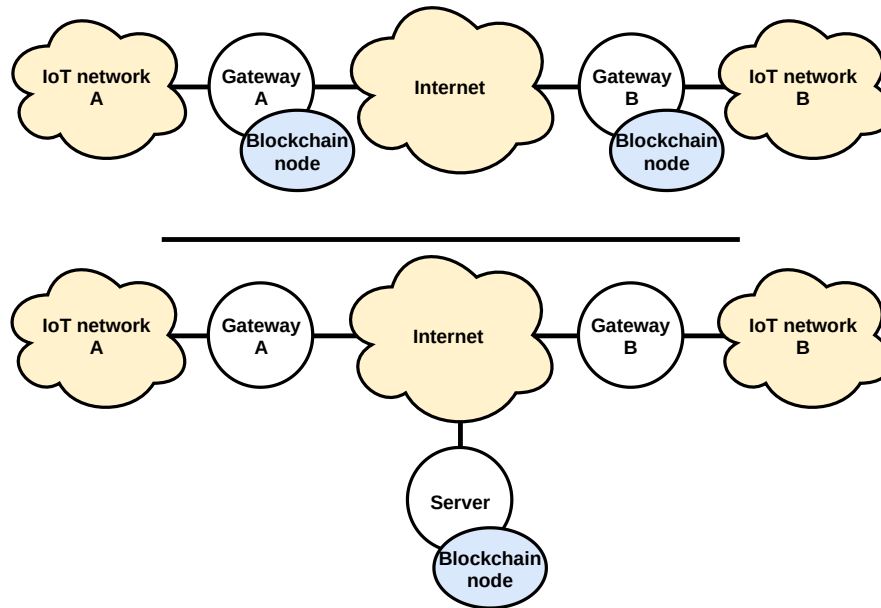 IoT network
A
Gateway
A
Internet
Gateway
B
IoT network
B
Blockchain
node
Blockchain
node
IoT network
A
Gateway
A
Internet
Gateway
B
IoT network
B
Server
Blockchain
node